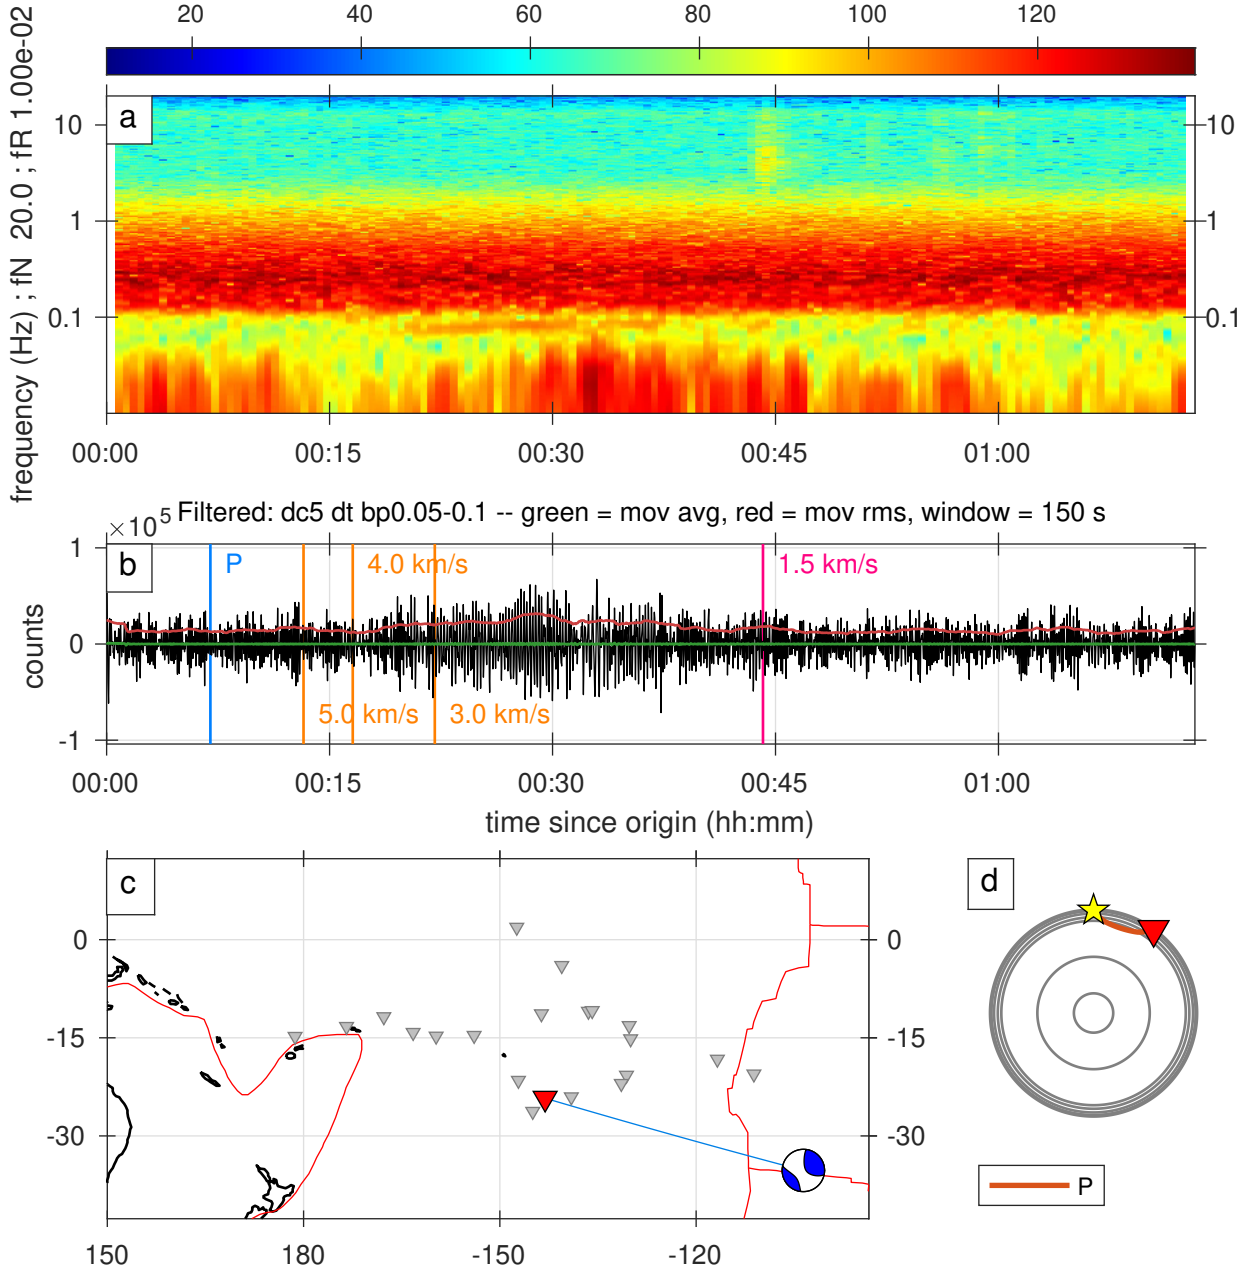 20 40 60 80 100 120
frequency (Hz) ; fN 20.0 ; fR 1.00e-02
a
10 10
1 1
0.1 0.1
00:00 00:15 00:30 00:45 01:00
×10^5 Filtered: dc5 dt bp0.05-0.1 -- green = mov avg, red = mov rms, window = 150 s
b
P 4.0 km/s 1.5 km/s
5.0 km/s 3.0 km/s
counts
1
0
-1
00:00 00:15 00:30 00:45 01:00
time since origin (hh:mm)
c
0 0
-15 -15
-30 -30
150 180 -150 -120
d
P